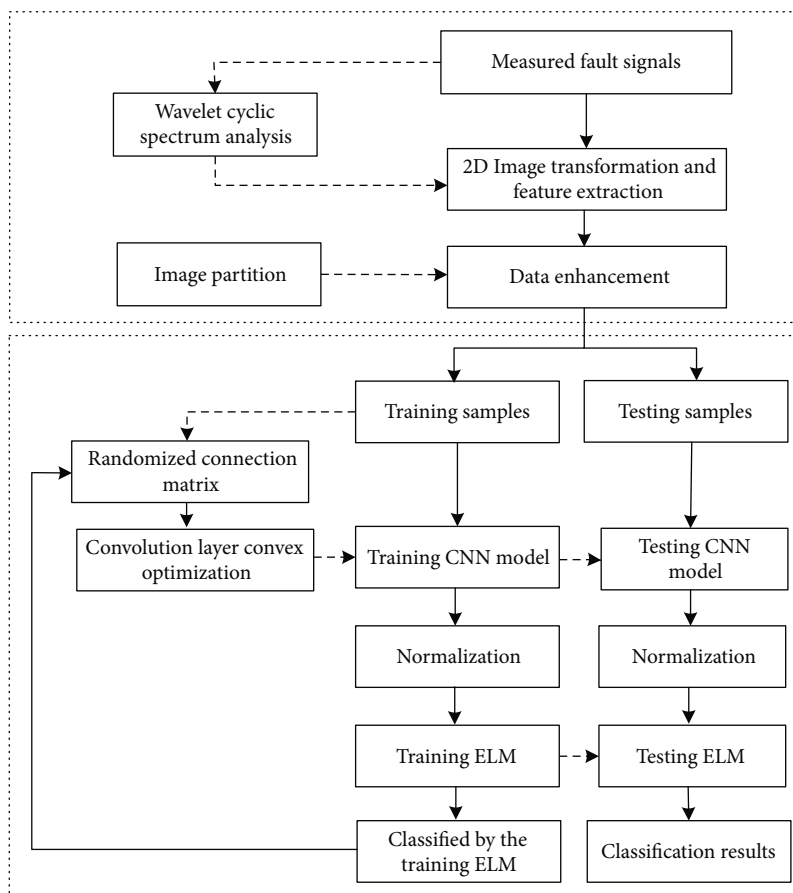 Measured fault signals
Wavelet cyclic
spectrum analysis
2D Image transformation and
feature extraction
Image partition
Data enhancement
Training samples
Testing samples
Randomized connection
matrix
Convolution layer convex
optimization
Training CNN model
Testing CNN
model
Normalization
Normalization
Training ELM
Testing ELM
Classified by the
training ELM
Classification results